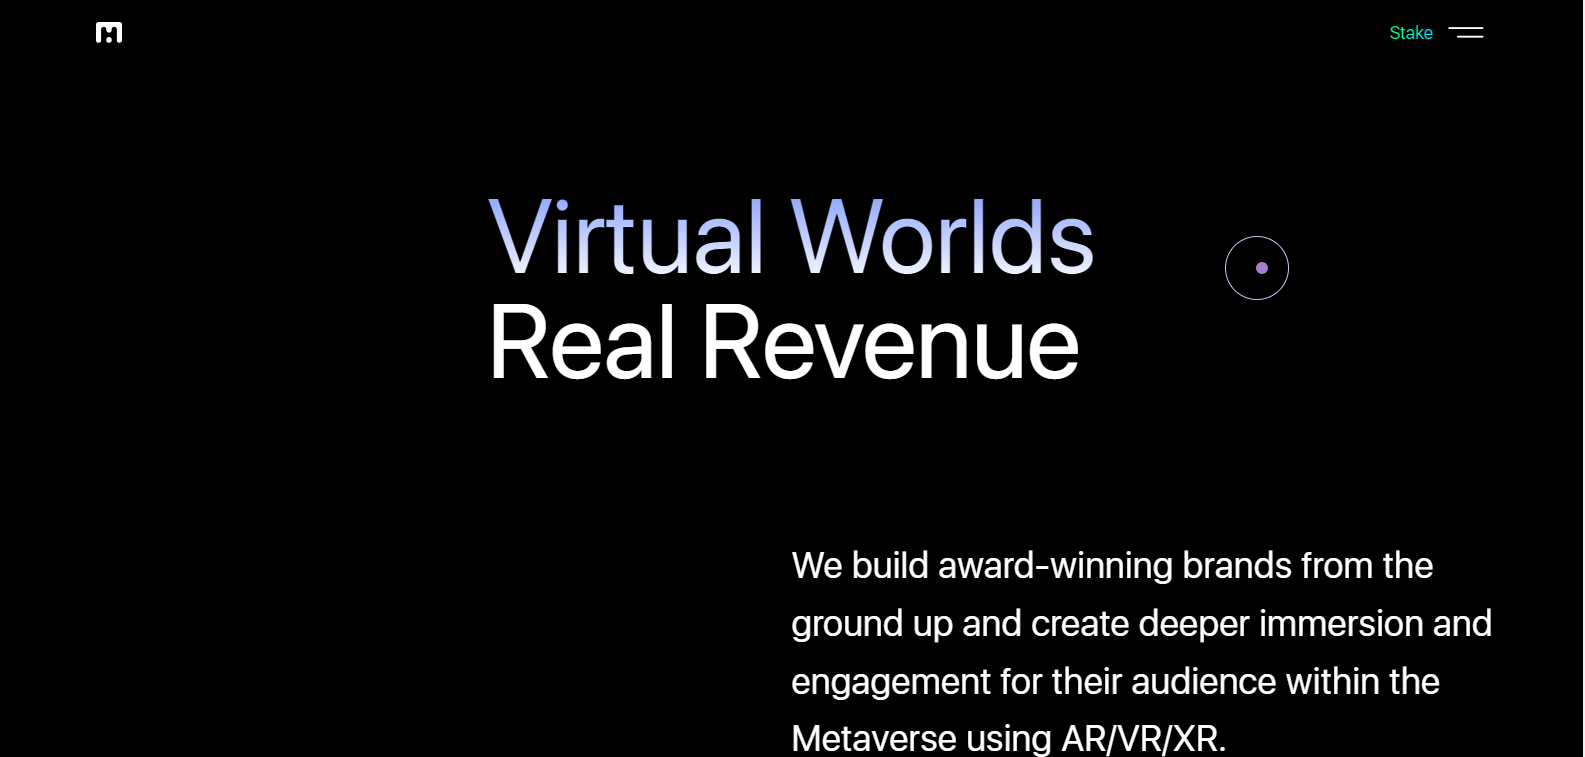 Stake
Virtual Worlds
Real Revenue
We build award-winning brands from the
ground up and create deeper immersion and
engagement for their audience within the
Metaverse using AR/VR/XR.